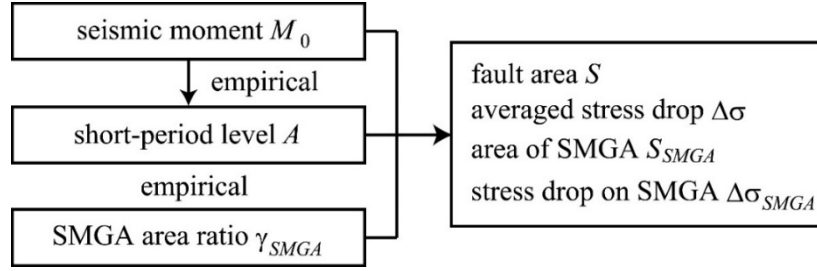 seismic moment M₀
empirical
short-period level A
empirical
SMGA area ratio γSMGA
fault area S
averaged stress drop Δσ
area of SMGA SSMGA
stress drop on SMGA ΔσSMGA